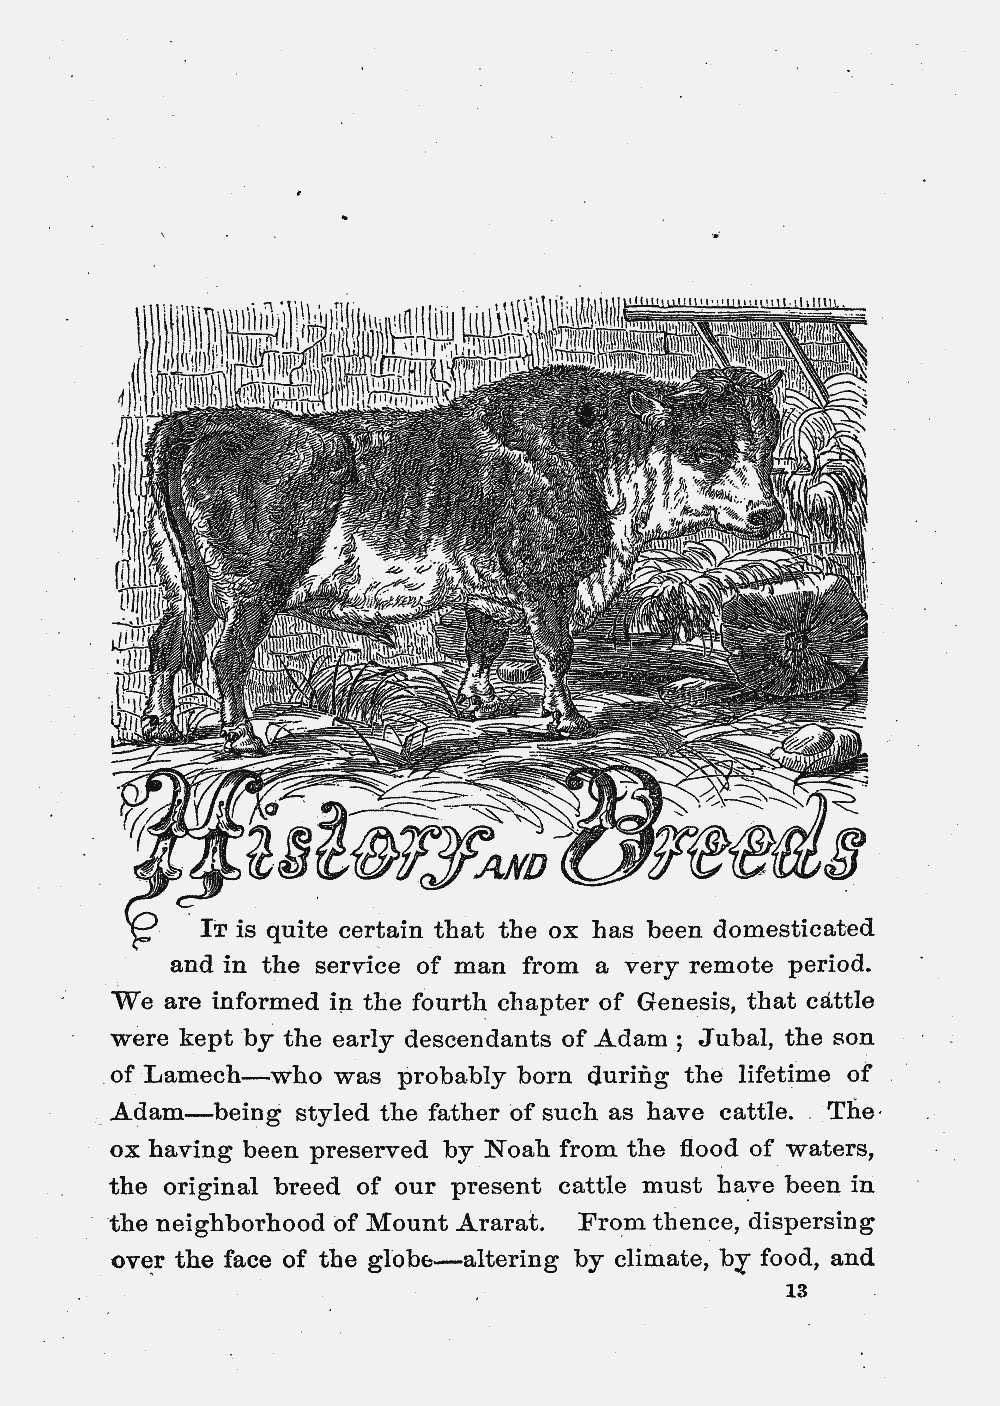 History AND Breeds
IT is quite certain that the ox has been domesticated
and in the service of man from a very remote period.
We are informed in the fourth chapter of Genesis, that cattle
were kept by the early descendants of Adam ; Jubal, the son
of Lamech—who was probably born during the lifetime of
Adam—being styled the father of such as have cattle. The
ox having been preserved by Noah from the flood of waters,
the original breed of our present cattle must have been in
the neighborhood of Mount Ararat. From thence, dispersing
over the face of the globe—altering by climate, by food, and
13